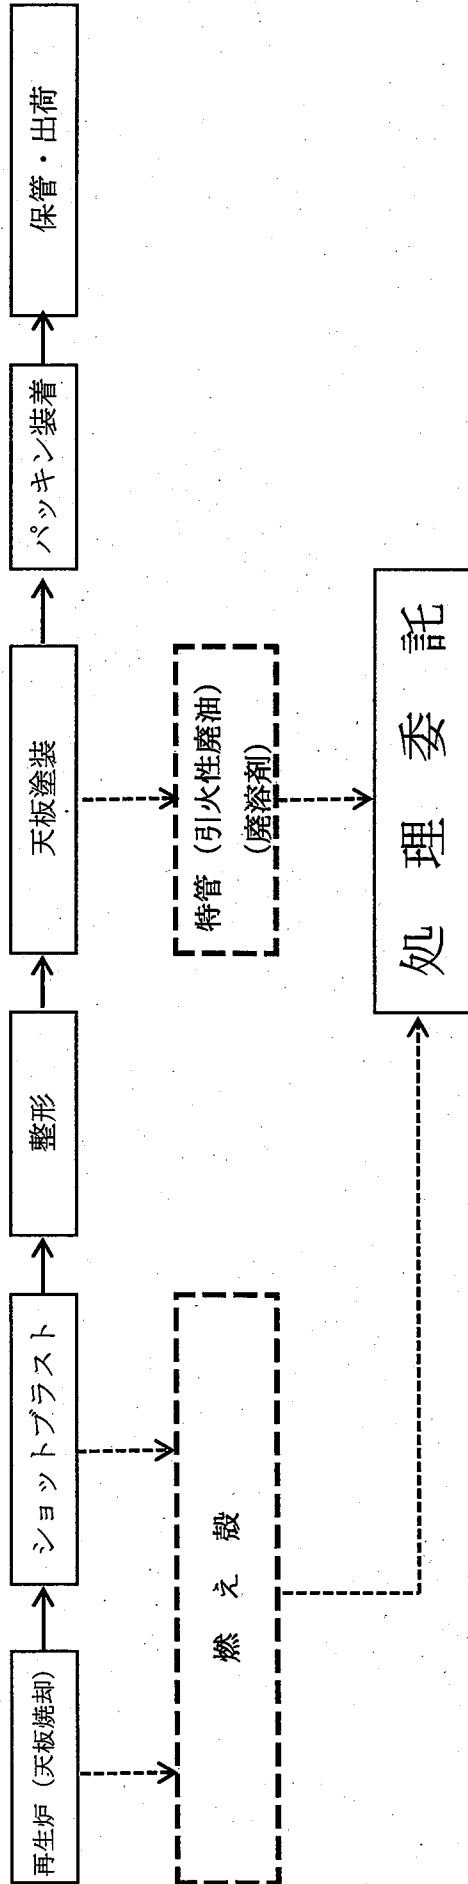 再生炉（天板焼却）
ショットブラスト
整形
天板塗装
パッキン装着
保管・出荷
燃え殻
特管（引火性廃油）
（廃溶剤）
処理委託